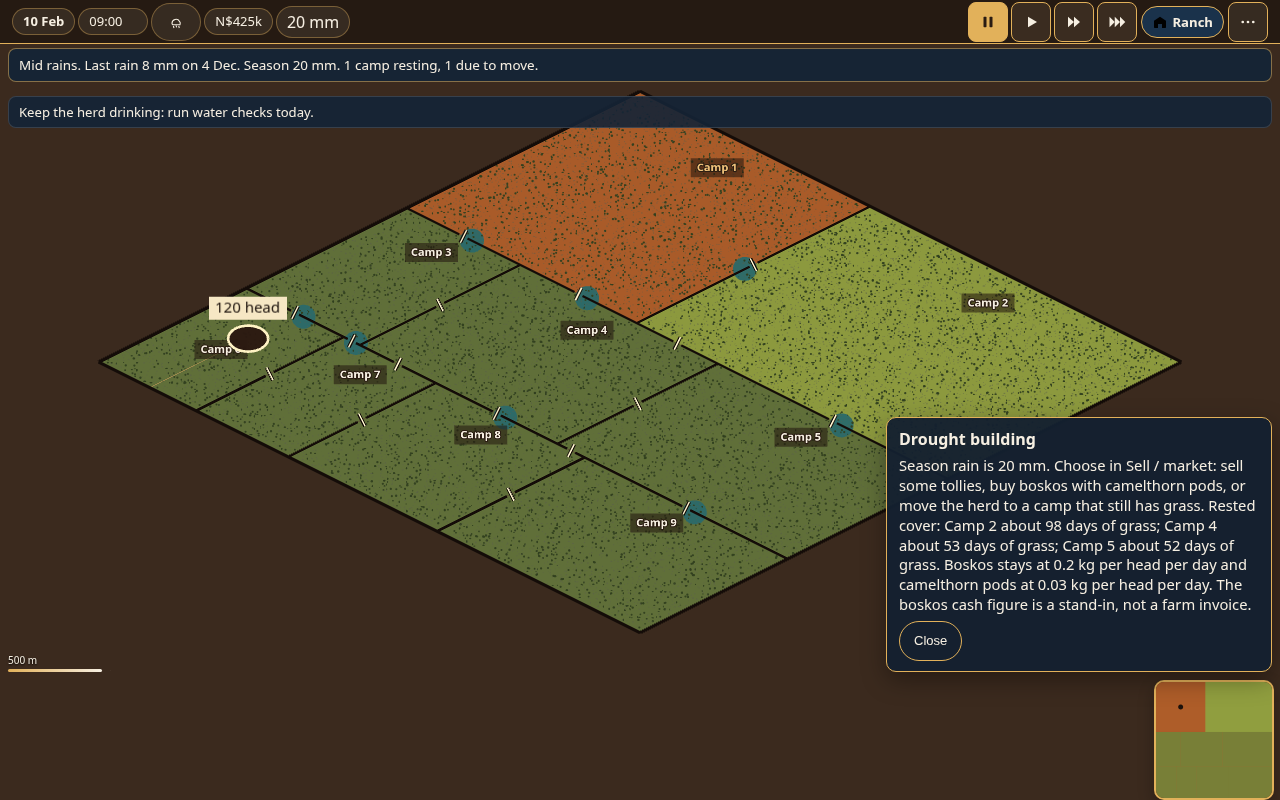 10 Feb
09:00
N$425k
20 mm
Ranch
Mid rains. Last rain 8 mm on 4 Dec. Season 20 mm. 1 camp resting, 1 due to move.
Keep the herd drinking: run water checks today.
Camp 1
Camp 3
Camp 2
120 head
Camp 4
Camp
Camp 7
Camp 8
Camp 5
Camp 9
Drought building
Season rain is 20 mm. Choose in Sell / market: sell
some tollies, buy boskos with camelthorn pods, or
move the herd to a camp that still has grass. Rested
cover: Camp 2 about 98 days of grass; Camp 4
about 53 days of grass; Camp 5 about 52 days of
grass. Boskos stays at 0.2 kg per head per day and
camelthorn pods at 0.03 kg per head per day. The
boskos cash figure is a stand-in, not a farm invoice.
Close
500 m